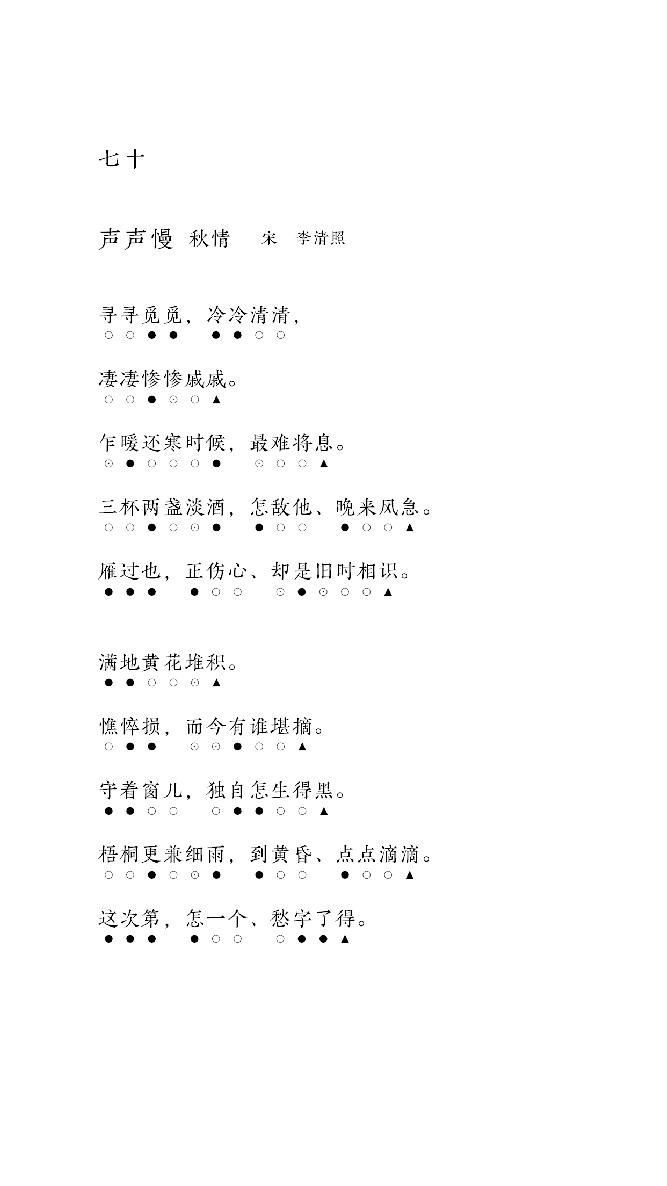 七十
声声慢 秋情 宋 李清照
寻寻觅觅，冷冷清清，
○○●● ●●○○
凄凄惨惨戚戚。
○○●⊙○▲
乍暖还寒时候，最难将息。
⊙●○○○● ⊙○○▲
三杯两盏淡酒，怎敌他、晚来风急。
○○●○⊙● ●○○ ●○○▲
雁过也，正伤心、却是旧时相识。
●●● ●○○ ⊙●⊙○○▲
满地黄花堆积。
●●○○⊙▲
憔悴损，而今有谁堪摘。
○●● ⊙⊙●○○▲
守着窗儿，独自怎生得黑。
●●○○ ○●●○○▲
梧桐更兼细雨，到黄昏、点点滴滴。
○○●○⊙● ●○○ ●○○▲
这次第，怎一个、愁字了得。
●●● ●○○ ○●●▲